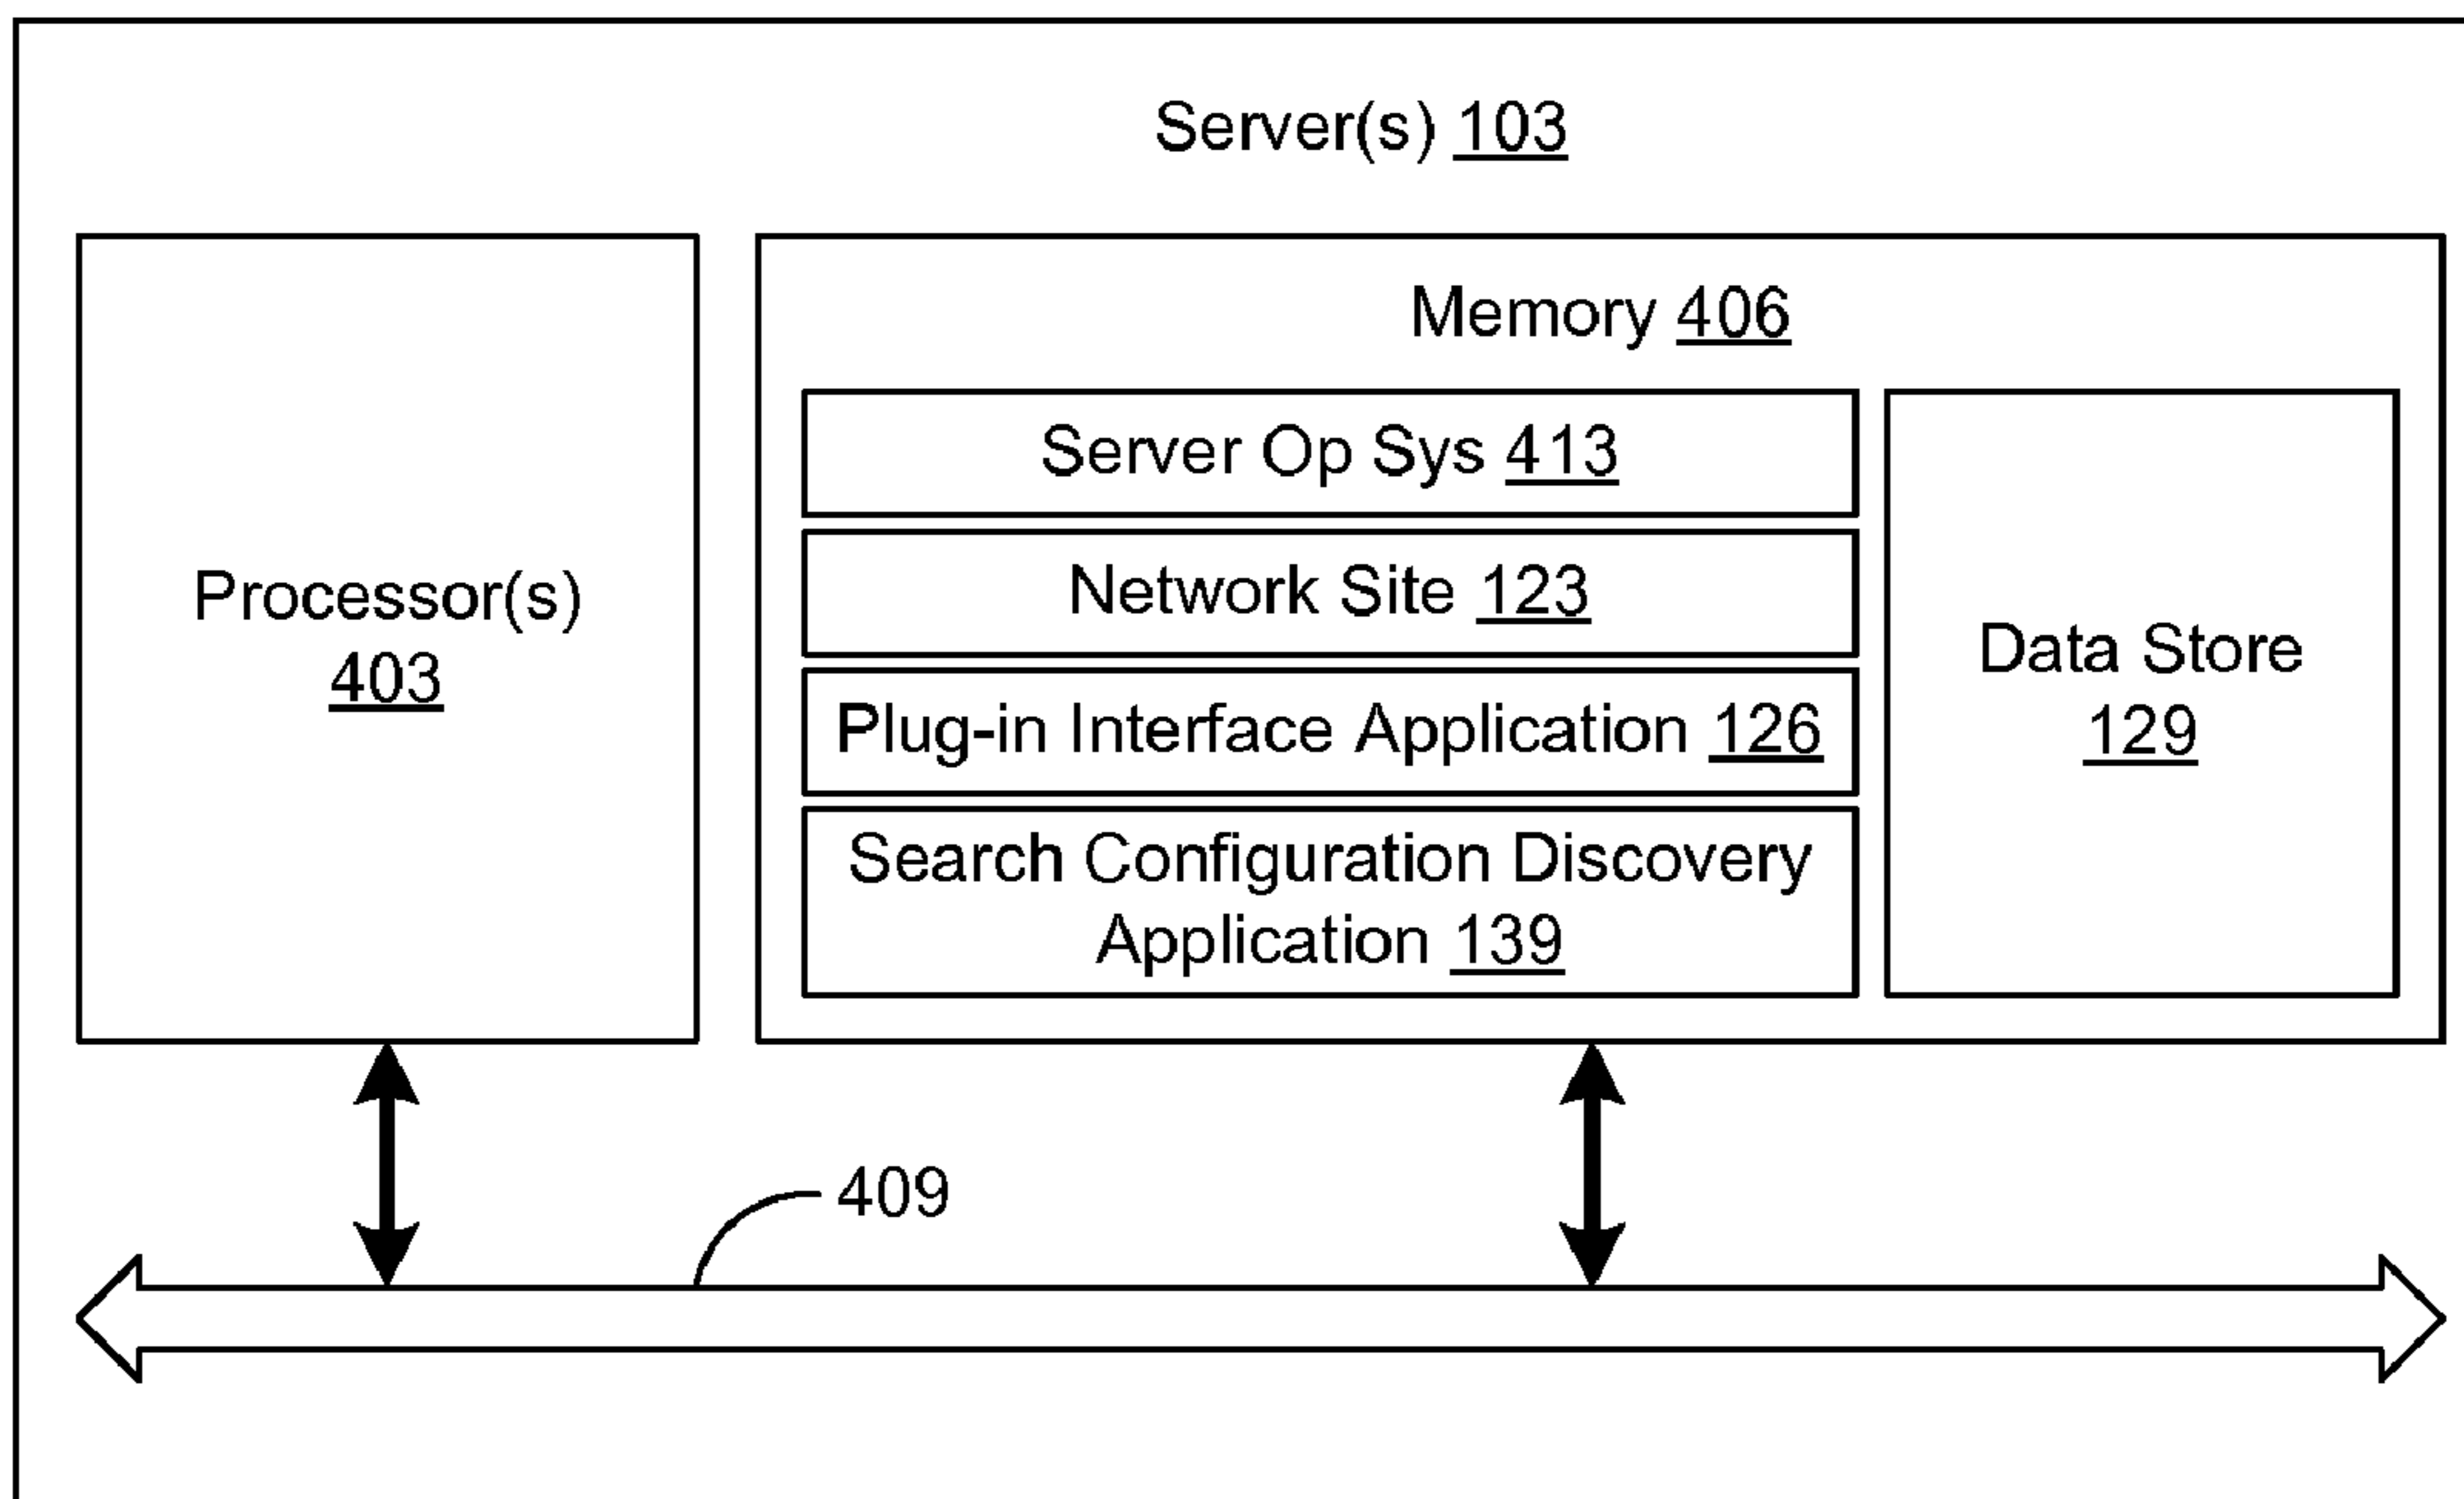 Server(s) 103
Memory 406
Server Op Sys 413
Network Site 123
Plug-in Interface Application 126
Search Configuration Discovery
Application 139
Processor(s)
403
Data Store
129
409